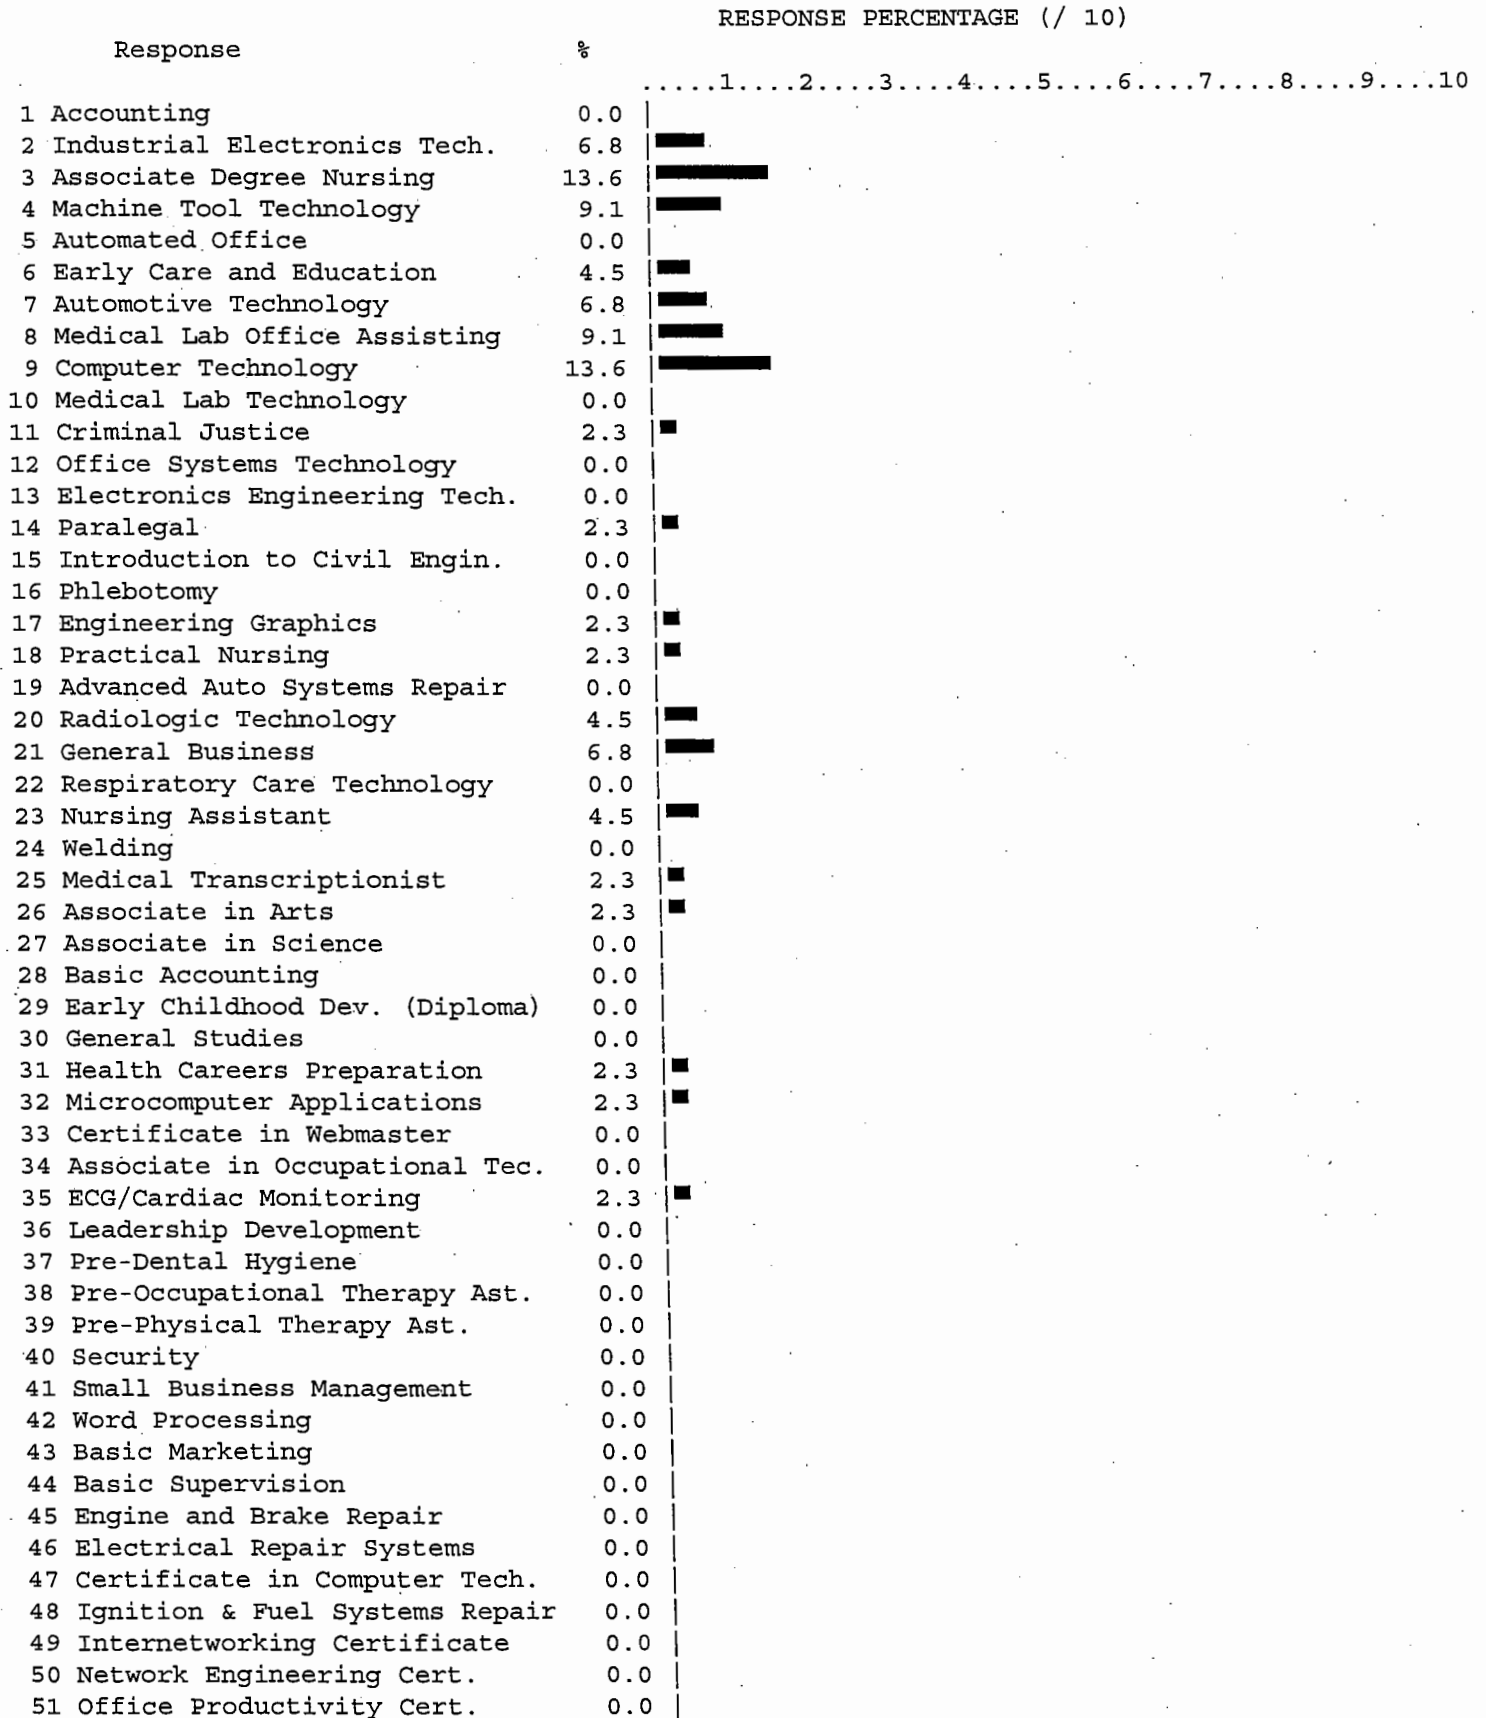 RESPONSE PERCENTAGE (/ 10)
Response %
.....1....2....3....4....5....6....7....8....9....10
1 Accounting 0.0
2 Industrial Electronics Tech. 6.8
3 Associate Degree Nursing 13.6
4 Machine Tool Technology 9.1
5 Automated Office 0.0
6 Early Care and Education 4.5
7 Automotive Technology 6.8
8 Medical Lab Office Assisting 9.1
9 Computer Technology 13.6
10 Medical Lab Technology 0.0
11 Criminal Justice 2.3
12 Office Systems Technology 0.0
13 Electronics Engineering Tech. 0.0
14 Paralegal 2.3
15 Introduction to Civil Engin. 0.0
16 Phlebotomy 0.0
17 Engineering Graphics 2.3
18 Practical Nursing 2.3
19 Advanced Auto Systems Repair 0.0
20 Radiologic Technology 4.5
21 General Business 6.8
22 Respiratory Care Technology 0.0
23 Nursing Assistant 4.5
24 Welding 0.0
25 Medical Transcriptionist 2.3
26 Associate in Arts 2.3
27 Associate in Science 0.0
28 Basic Accounting 0.0
29 Early Childhood Dev. (Diploma) 0.0
30 General Studies 0.0
31 Health Careers Preparation 2.3
32 Microcomputer Applications 2.3
33 Certificate in Webmaster 0.0
34 Associate in Occupational Tec. 0.0
35 ECG/Cardiac Monitoring 2.3
36 Leadership Development 0.0
37 Pre-Dental Hygiene 0.0
38 Pre-Occupational Therapy Ast. 0.0
39 Pre-Physical Therapy Ast. 0.0
40 Security 0.0
41 Small Business Management 0.0
42 Word Processing 0.0
43 Basic Marketing 0.0
44 Basic Supervision 0.0
45 Engine and Brake Repair 0.0
46 Electrical Repair Systems 0.0
47 Certificate in Computer Tech. 0.0
48 Ignition & Fuel Systems Repair 0.0
49 Internetworking Certificate 0.0
50 Network Engineering Cert. 0.0
51 Office Productivity Cert. 0.0